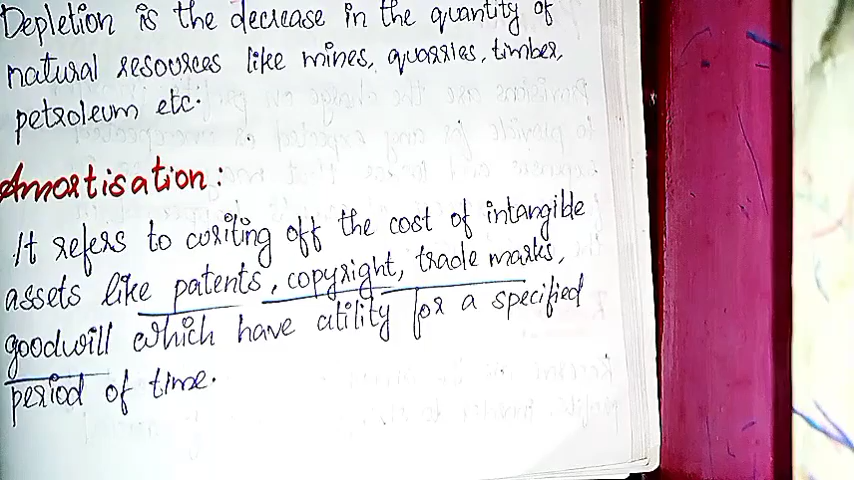 Depletion is the decrease in the quantity of
natural resources like mines, quarries, timber,
petroleum etc.
Amortisation:
It refers to writing off the cost of intangible
assets like patents, copyright, trade marks,
goodwill which have utility for a specified
period of time.